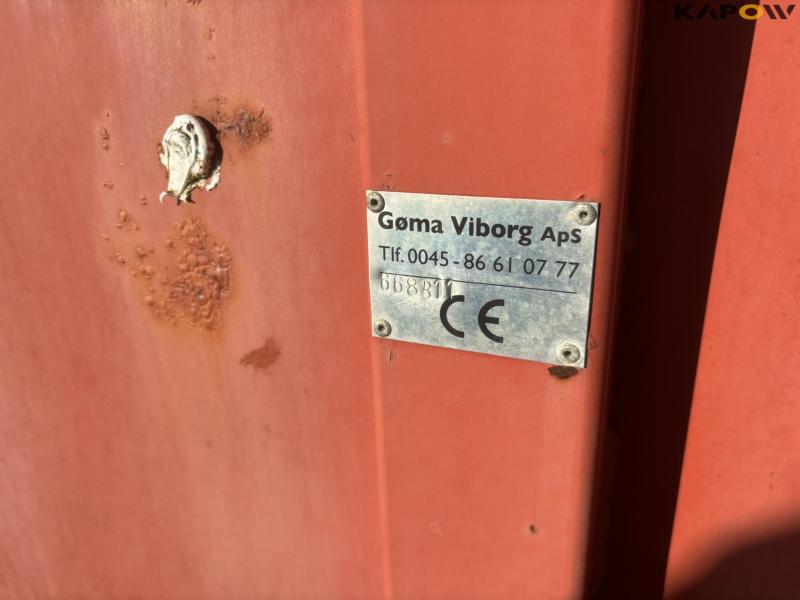 KAPOW
Gøma Viborg ApS
Tlf. 0045 - 86 61 07 77
CE